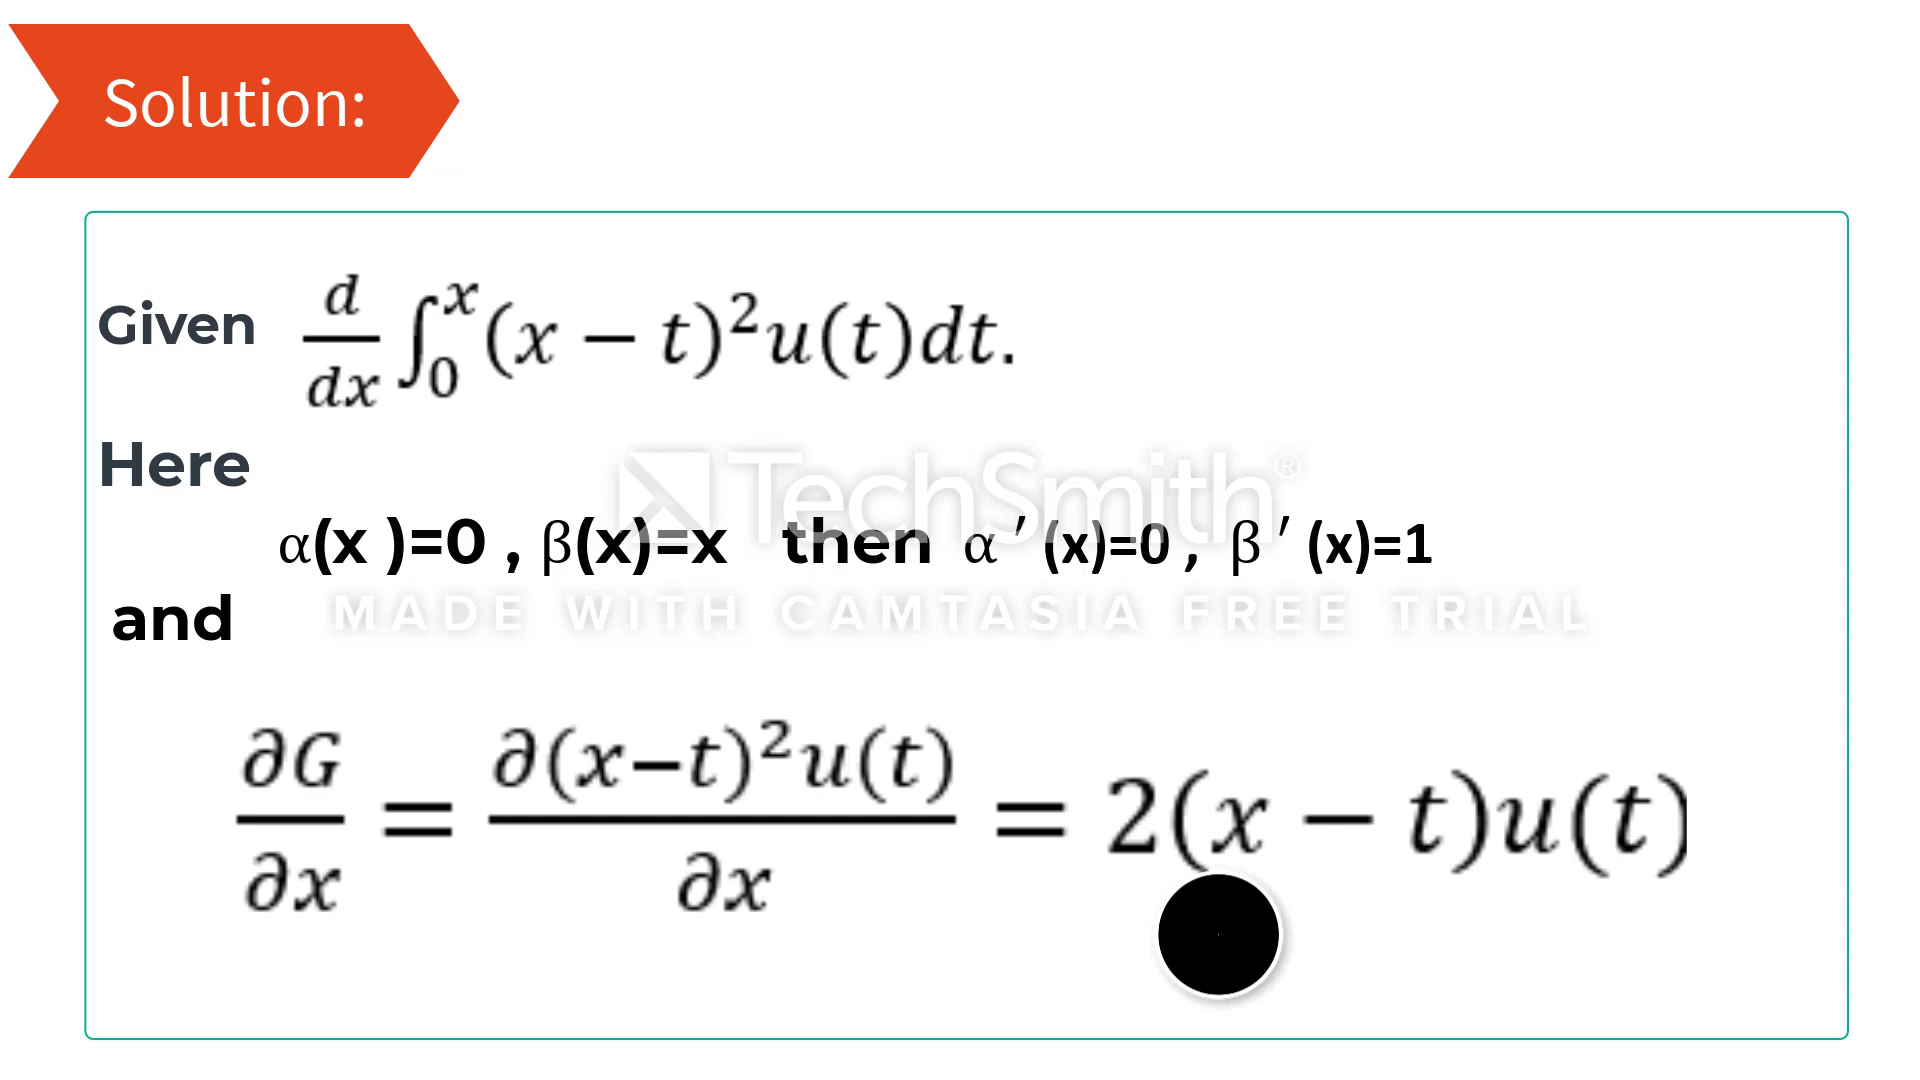 Solution:
Given d/dx ∫₀ˣ (x − t)²u(t)dt.
Here
TechSmith®
α(x )=0 , β(x)=x then α ′ (x)=0 , β ′ (x)=1
and
MADE WITH CAMTASIA FREE TRIAL
∂G/∂x = ∂(x−t)²u(t)/∂x = 2(x − t)u(t)